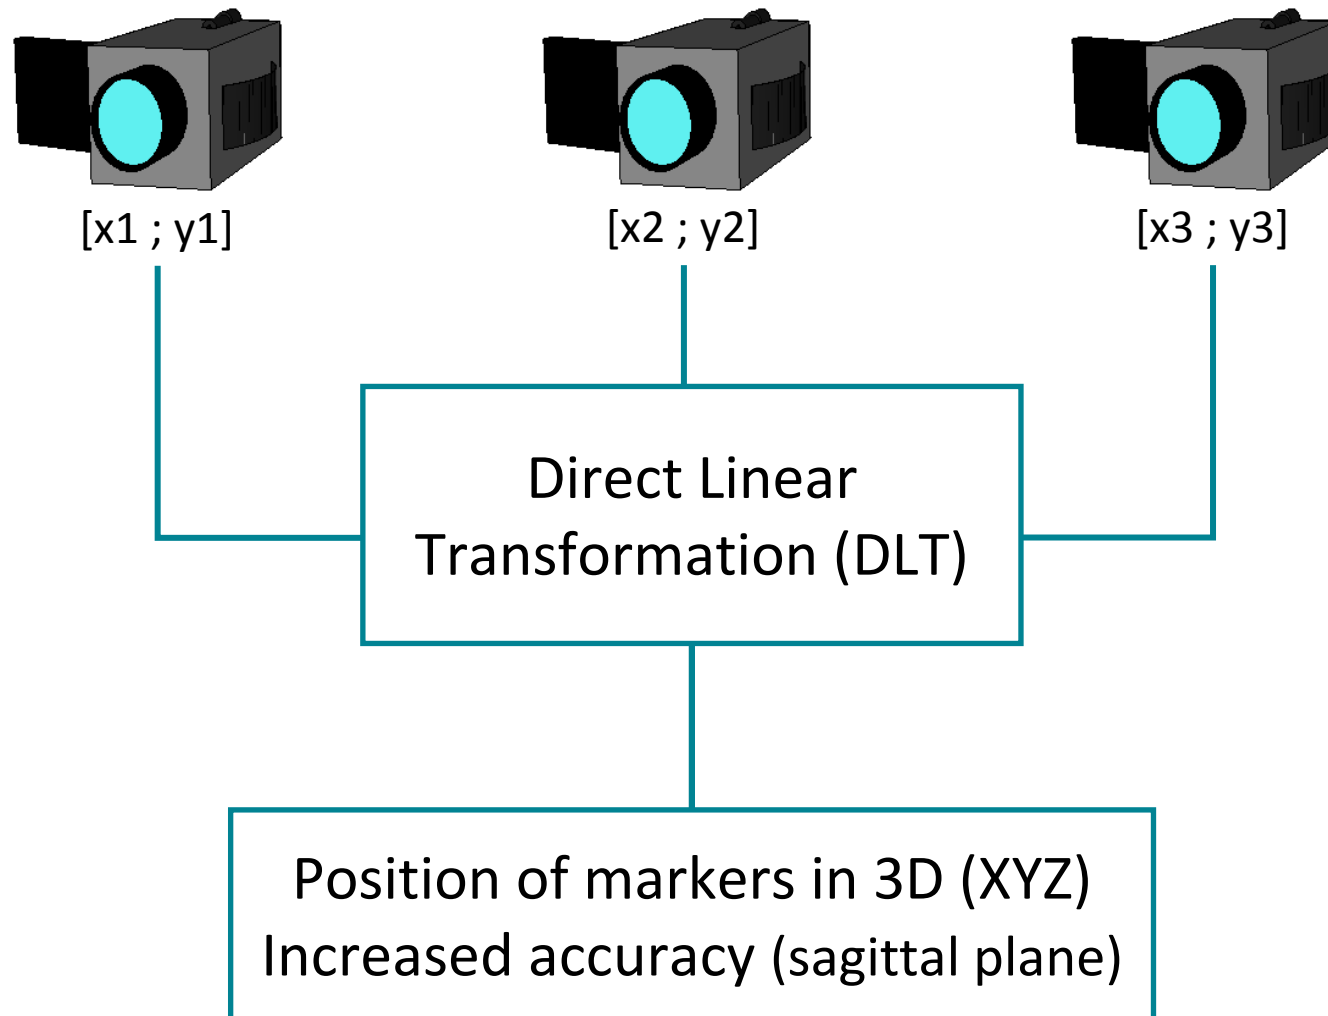 [x1 ; y1]
[x2 ; y2]
[x3 ; y3]
Direct Linear
Transformation (DLT)
Position of markers in 3D (XYZ)
Increased accuracy (sagittal plane)